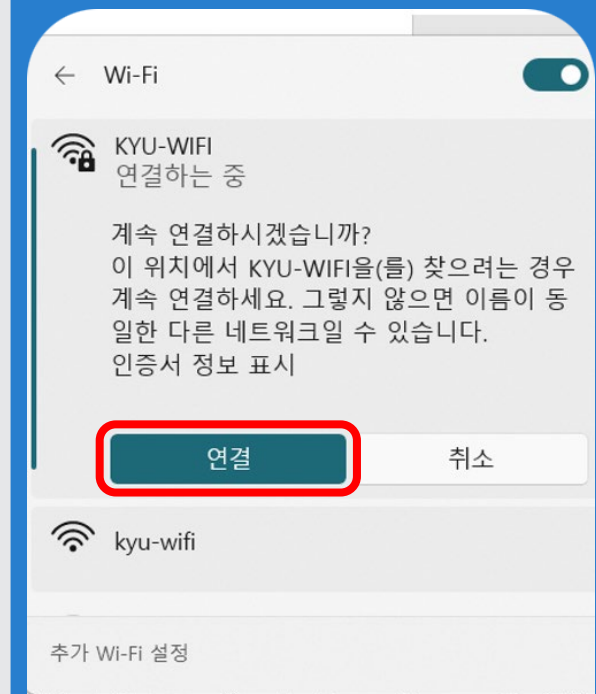 Wi-Fi
KYU-WIFI
연결하는 중
계속 연결하시겠습니까?
이 위치에서 KYU-WIFI을(를) 찾으려는 경우
계속 연결하세요. 그렇지 않으면 이름이 동
일한 다른 네트워크일 수 있습니다.
인증서 정보 표시
연결
취소
kyu-wifi
추가 Wi-Fi 설정